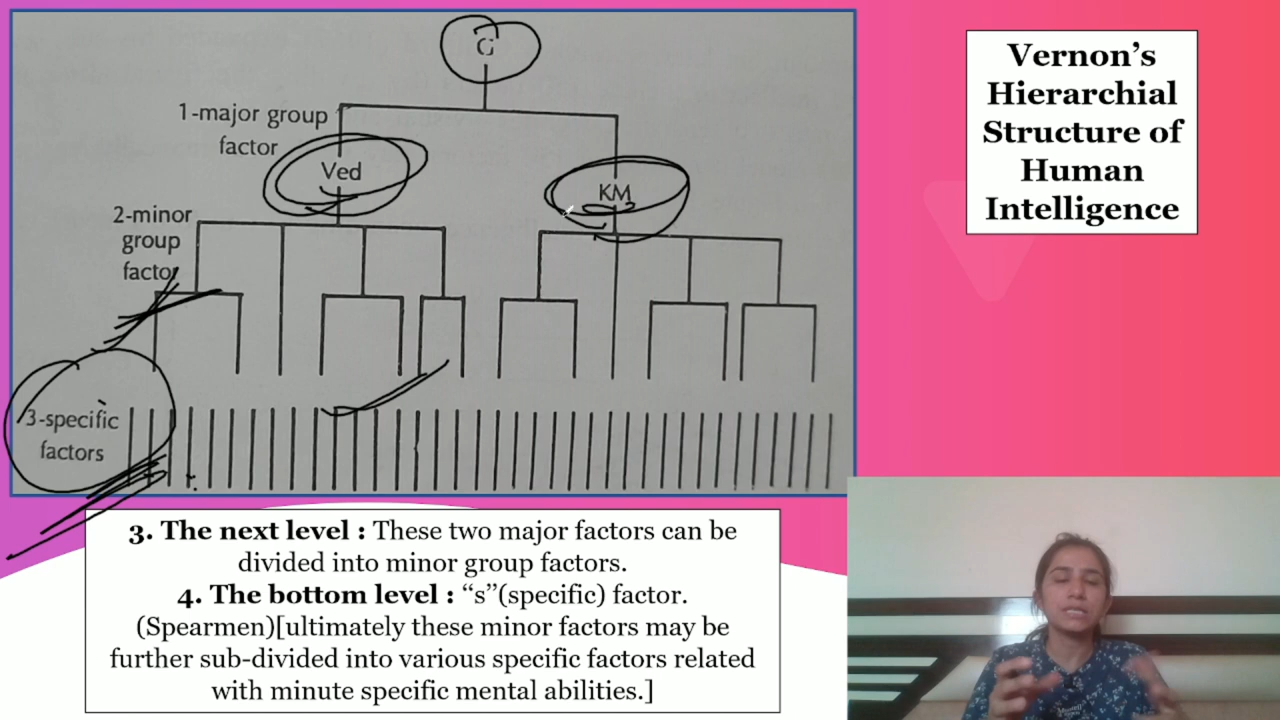 G
1-major group
factor
Ved
KM
2-minor
group
factor
3-specific
factors
Vernon’s
Hierarchial
Structure of
Human
Intelligence
3. The next level : These two major factors can be
divided into minor group factors.
4. The bottom level : “s”(specific) factor.
(Spearmen)[ultimately these minor factors may be
further sub-divided into various specific factors related
with minute specific mental abilities.]